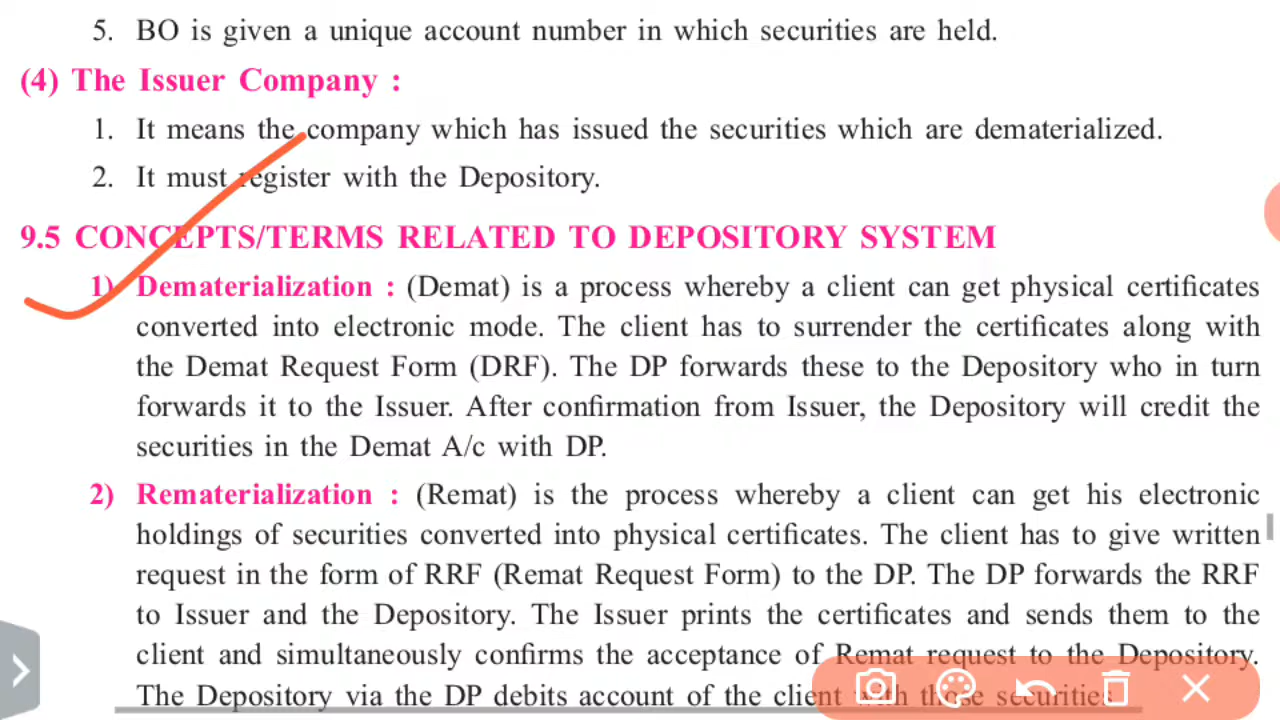 5. BO is given a unique account number in which securities are held.
(4) The Issuer Company :
1. It means the company which has issued the securities which are dematerialized.
2. It must register with the Depository.
9.5 CONCEPTS/TERMS RELATED TO DEPOSITORY SYSTEM
1) Dematerialization : (Demat) is a process whereby a client can get physical certificates
converted into electronic mode. The client has to surrender the certificates along with
the Demat Request Form (DRF). The DP forwards these to the Depository who in turn
forwards it to the Issuer. After confirmation from Issuer, the Depository will credit the
securities in the Demat A/c with DP.
2) Rematerialization : (Remat) is the process whereby a client can get his electronic
holdings of securities converted into physical certificates. The client has to give written
request in the form of RRF (Remat Request Form) to the DP. The DP forwards the RRF
to Issuer and the Depository. The Issuer prints the certificates and sends them to the
client and simultaneously confirms the acceptance of Remat request to the Depository.
The Depository via the DP debits account of the client with those securities